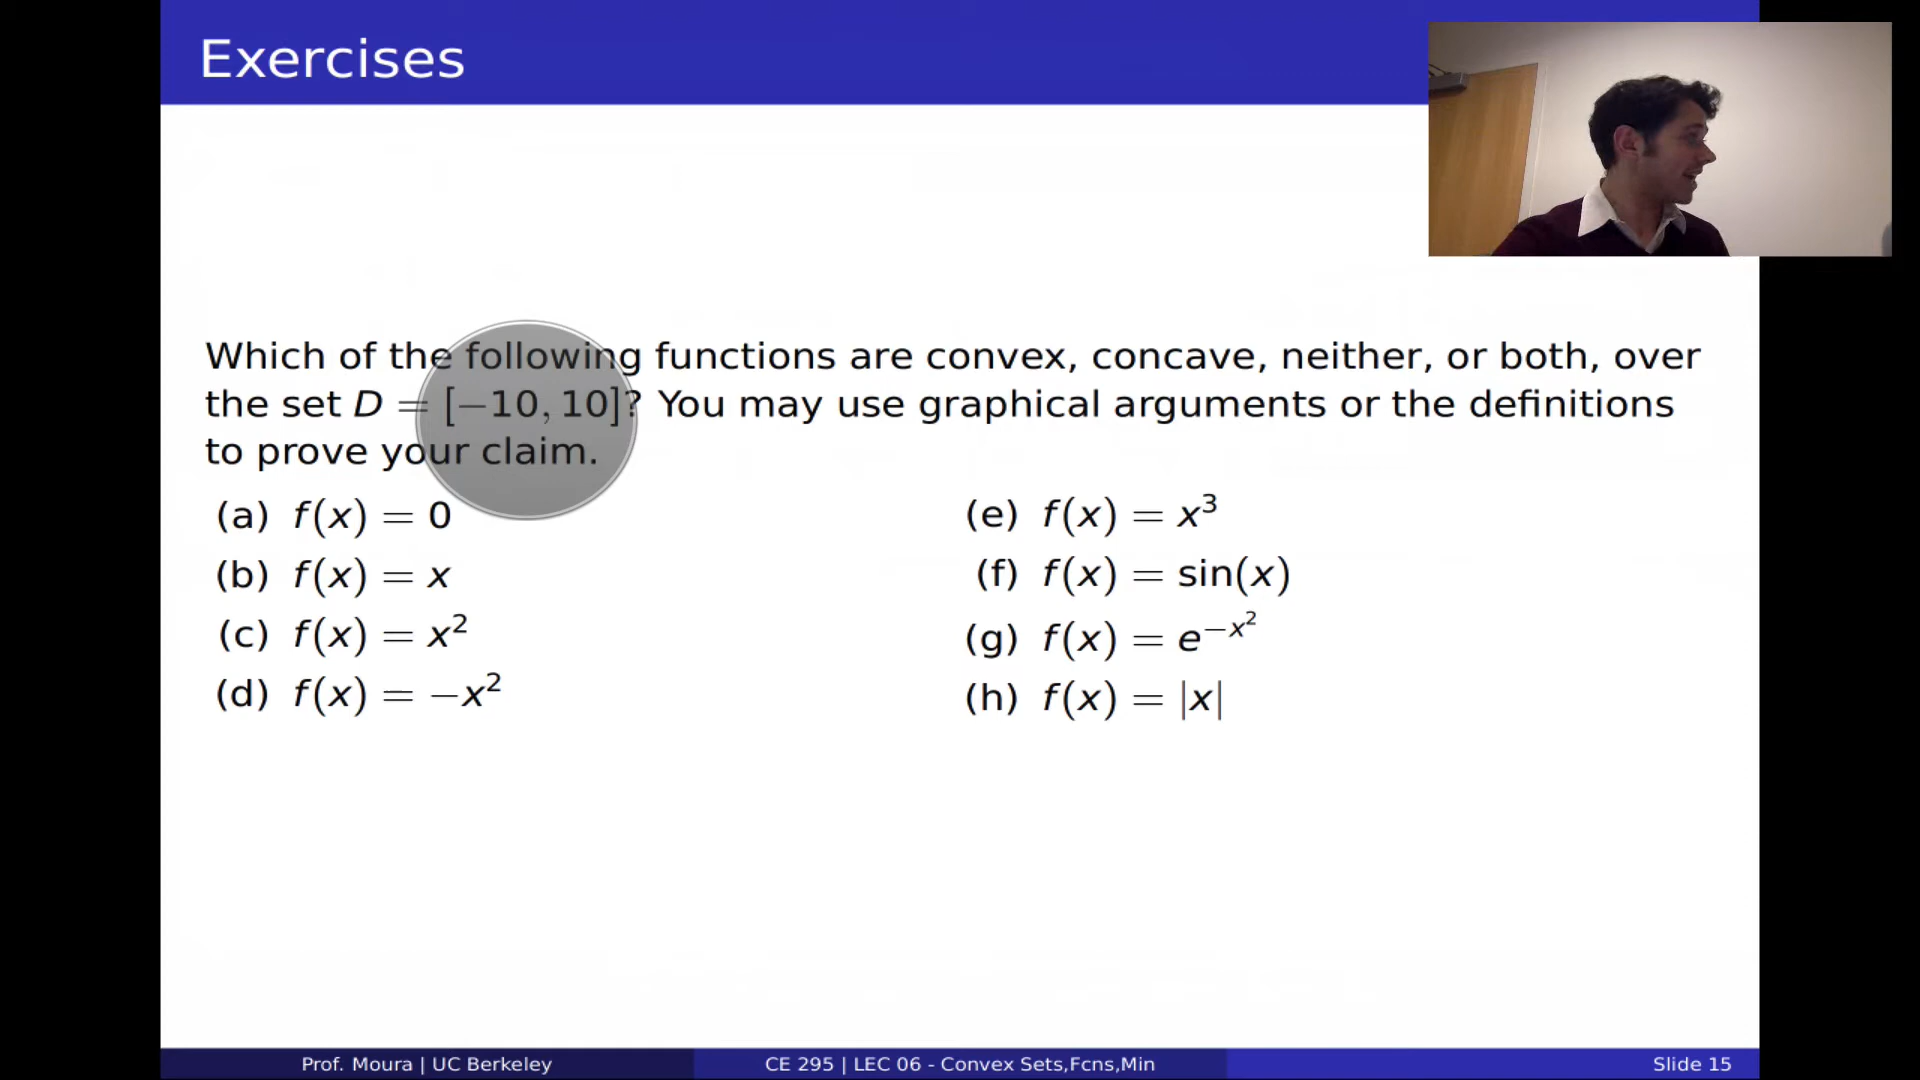 Exercises
Which of the following functions are convex, concave, neither, or both, over
the set D = [−10, 10]? You may use graphical arguments or the definitions
to prove your claim.
(a) f(x) = 0
(b) f(x) = x
(c) f(x) = x²
(d) f(x) = −x²
(e) f(x) = x³
(f) f(x) = sin(x)
(g) f(x) = e^{−x²}
(h) f(x) = |x|
Prof. Moura | UC Berkeley
CE 295 | LEC 06 - Convex Sets,Fcns,Min
Slide 15